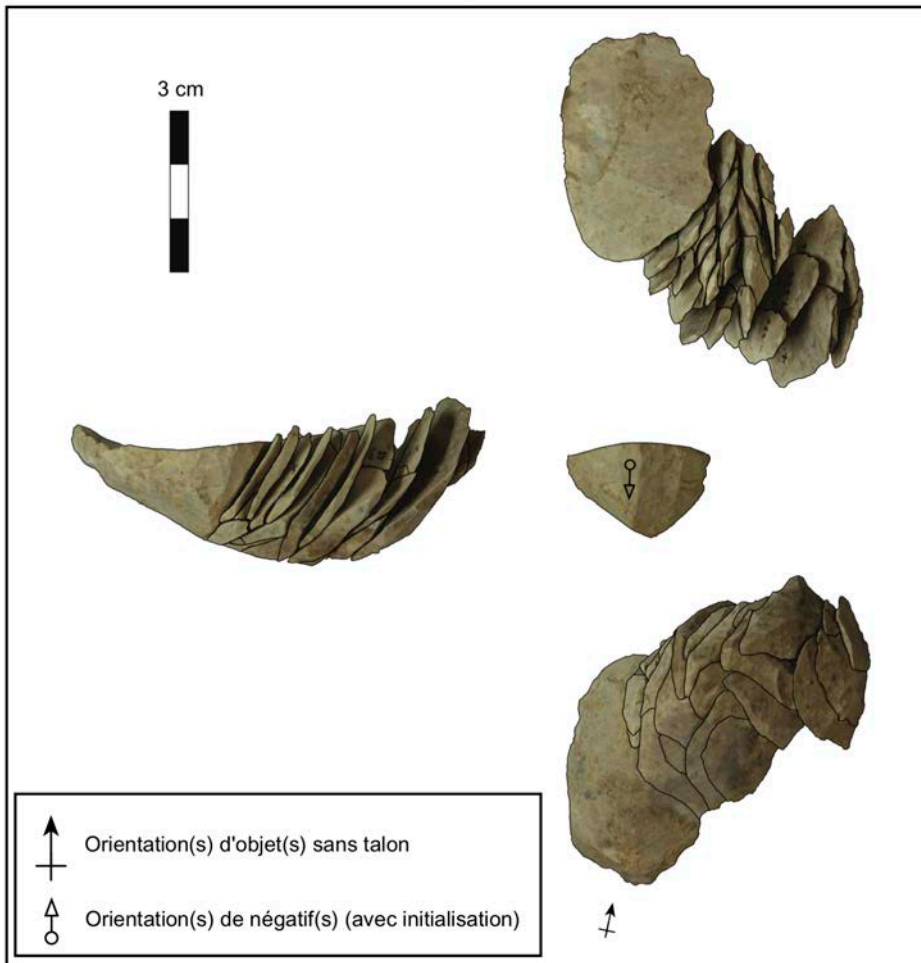 3 cm
Orientation(s) d'objet(s) sans talon
Orientation(s) de négatif(s) (avec initialisation)